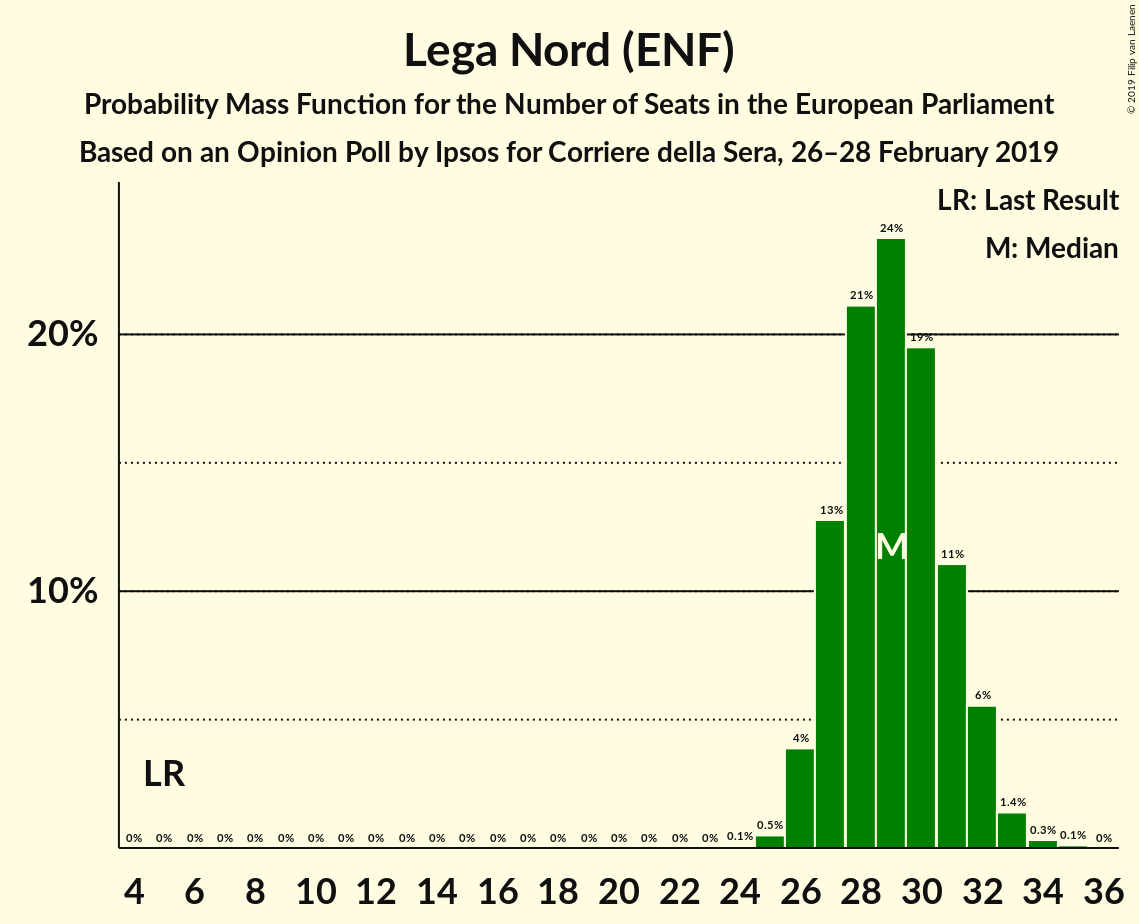 Lega Nord (ENF)
Probability Mass Function for the Number of Seats in the European Parliament
Based on an Opinion Poll by Ipsos for Corriere della Sera, 26–28 February 2019
© 2019 Filip van Laenen
LR: Last Result
M: Median
20%
10%
LR
M
0% 0% 0% 0% 0% 0% 0% 0% 0% 0% 0% 0% 0% 0% 0% 0% 0% 0% 0% 0% 0.1% 0.5% 4% 13% 21% 24% 19% 11% 6% 1.4% 0.3% 0.1% 0%
4 6 8 10 12 14 16 18 20 22 24 26 28 30 32 34 36